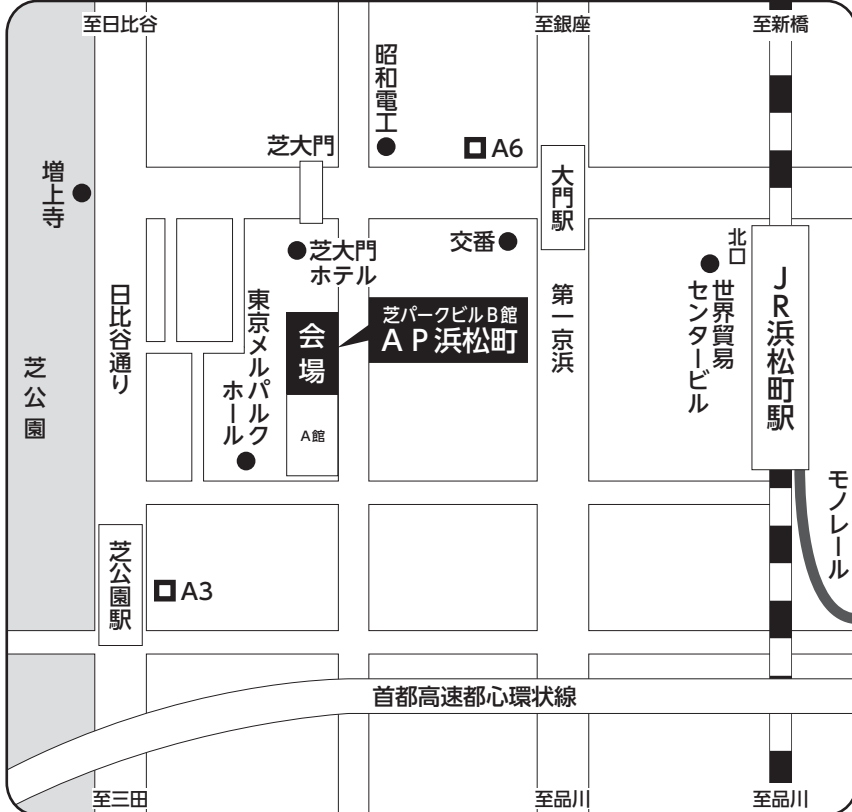 至日比谷
至銀座
至新橋
昭和電工
芝大門
A6
大門駅
増上寺
芝大門
ホテル
交番
北口
世界貿易
センタービル
JR浜松町駅
日比谷通り
東京メルパルク
ホール
会場
芝パークビルB館
AP浜松町
第一京浜
芝公園
A館
モノレール
芝公園駅
A3
首都高速都心環状線
至三田
至品川
至品川